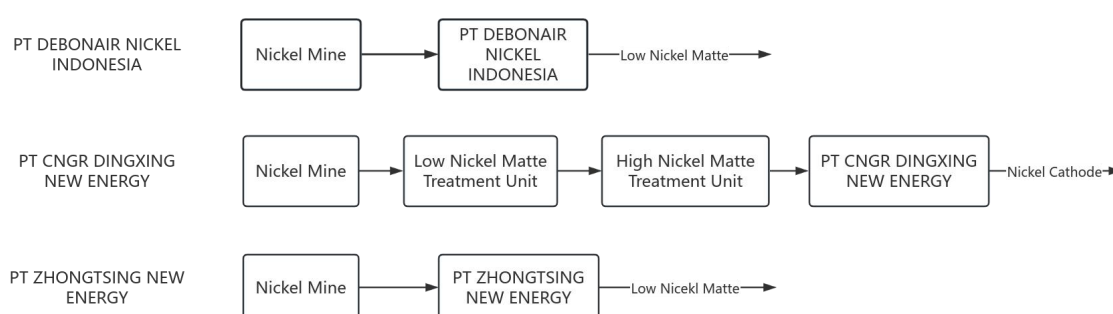 PT DEBONAIR NICKEL
INDONESIA
Nickel Mine
PT DEBONAIR
NICKEL
INDONESIA
Low Nickel Matte
PT CNGR DINGXING
NEW ENERGY
Nickel Mine
Low Nickel Matte
Treatment Unit
High Nickel Matte
Treatment Unit
PT CNGR DINGXING
NEW ENERGY
Nickel Cathode
PT ZHONGTSING NEW
ENERGY
Nickel Mine
PT ZHONGTSING
NEW ENERGY
Low Nicekl Matte